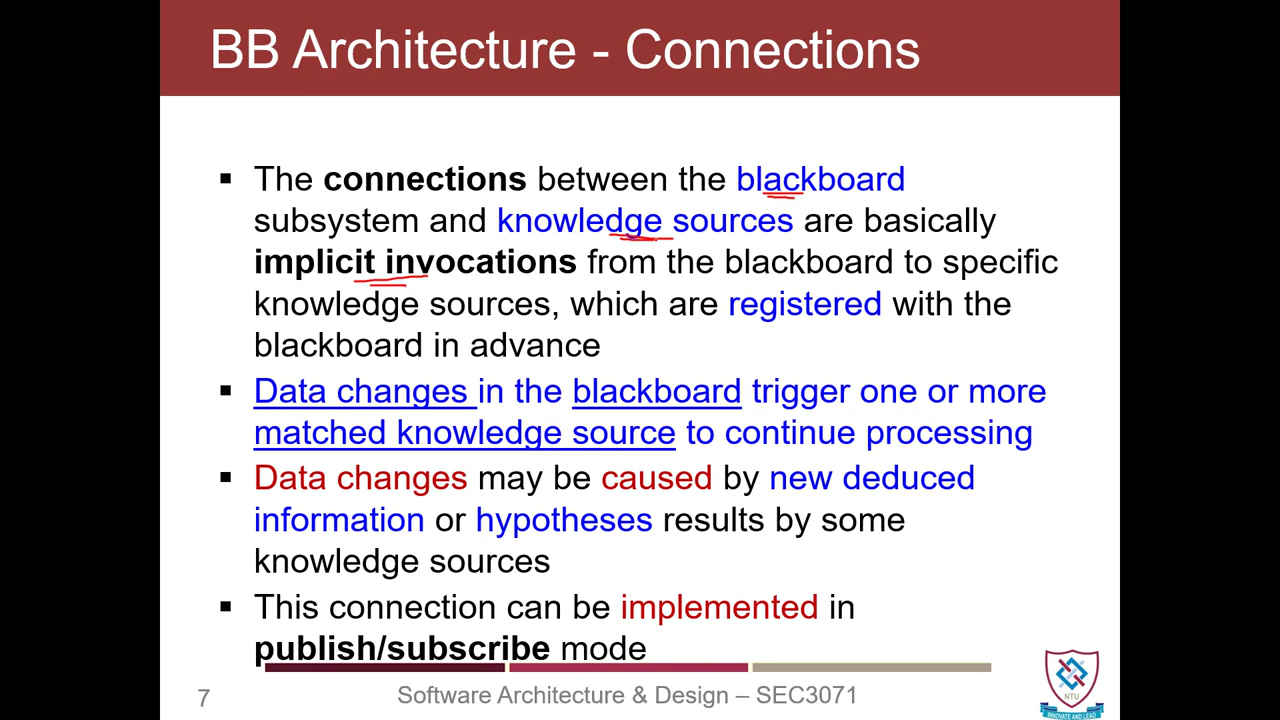 BB Architecture - Connections
▪ The connections between the blackboard
subsystem and knowledge sources are basically
implicit invocations from the blackboard to specific
knowledge sources, which are registered with the
blackboard in advance
▪ Data changes in the blackboard trigger one or more
matched knowledge source to continue processing
▪ Data changes may be caused by new deduced
information or hypotheses results by some
knowledge sources
▪ This connection can be implemented in
publish/subscribe mode
7
Software Architecture & Design – SEC3071
NTU
INNOVATE AND LEAD